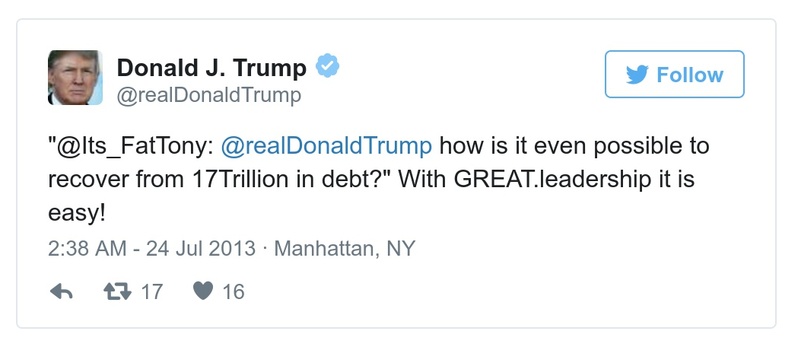 Donald J. Trump
@realDonaldTrump
Follow
"@Its_FatTony: @realDonaldTrump how is it even possible to
recover from 17Trillion in debt?" With GREAT.leadership it is
easy!
2:38 AM - 24 Jul 2013 · Manhattan, NY
17 16